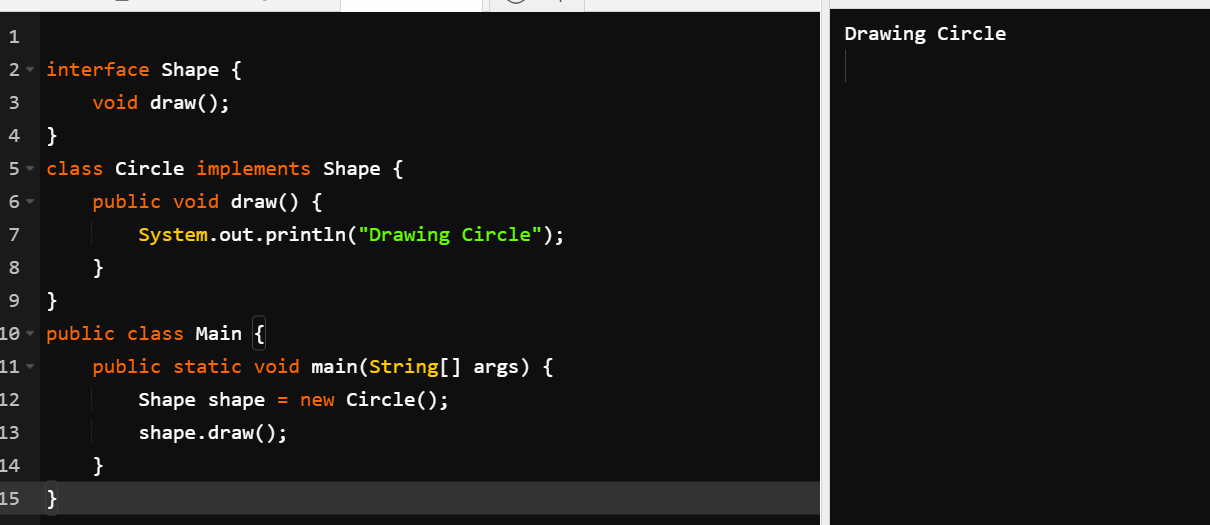 1
2 interface Shape {
3     void draw();
4 }
5 class Circle implements Shape {
6     public void draw() {
7         System.out.println("Drawing Circle");
8     }
9 }
10 public class Main {
11     public static void main(String[] args) {
12         Shape shape = new Circle();
13         shape.draw();
14     }
15 }
Drawing Circle